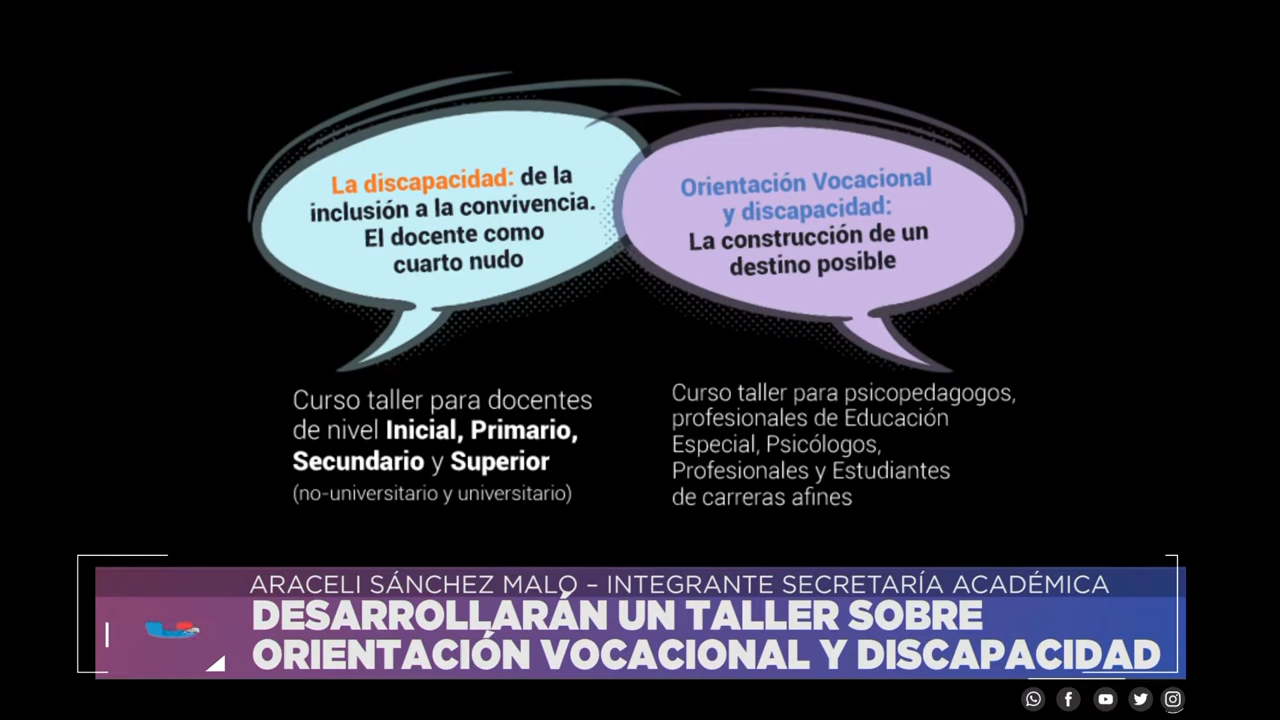 La discapacidad: de la
inclusión a la convivencia.
El docente como
cuarto nudo
Orientación Vocacional
y discapacidad:
La construcción de un
destino posible
Curso taller para docentes
de nivel Inicial, Primario,
Secundario y Superior
(no-universitario y universitario)
Curso taller para psicopedagogos,
profesionales de Educación
Especial, Psicólogos,
Profesionales y Estudiantes
de carreras afines
ARACELI SÁNCHEZ MALO – INTEGRANTE SECRETARÍA ACADÉMICA
DESARROLLARÁN UN TALLER SOBRE
ORIENTACIÓN VOCACIONAL Y DISCAPACIDAD